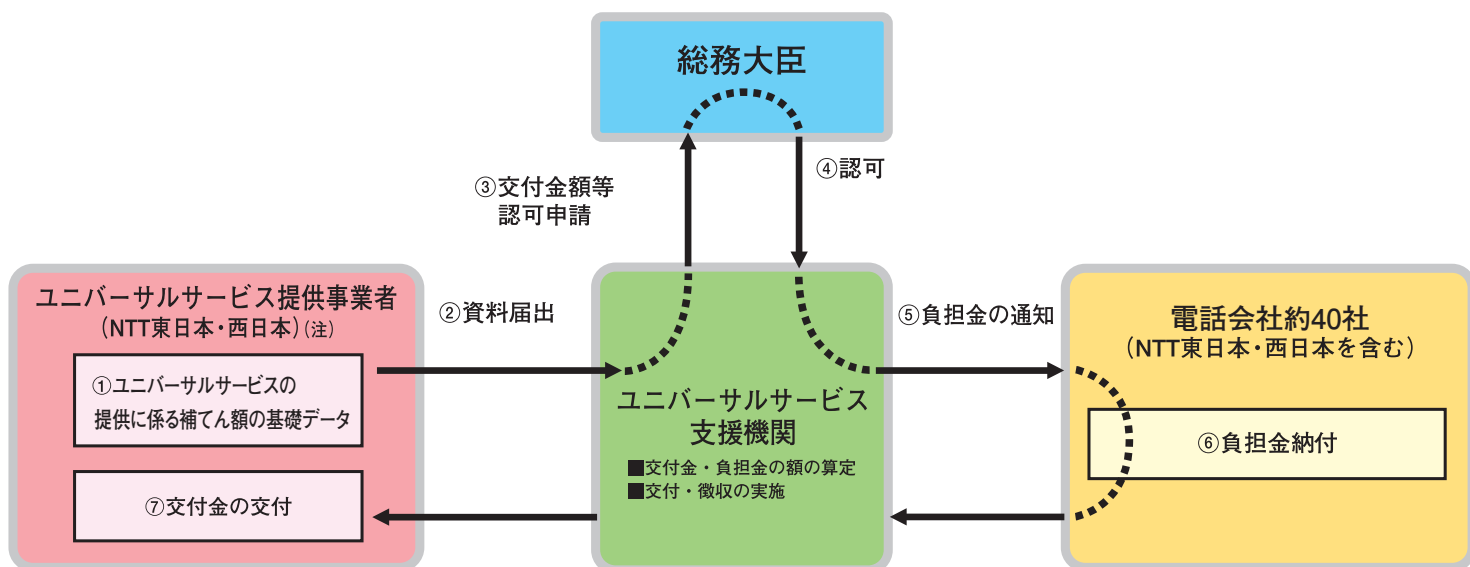 総務大臣
③交付金額等
認可申請
④認可
ユニバーサルサービス提供事業者
(NTT東日本・西日本)(注)
①ユニバーサルサービスの
提供に係る補てん額の基礎データ
⑦交付金の交付
②資料届出
ユニバーサルサービス
支援機関
■交付金・負担金の額の算定
■交付・徴収の実施
⑤負担金の通知
電話会社約40社
(NTT東日本・西日本を含む)
⑥負担金納付